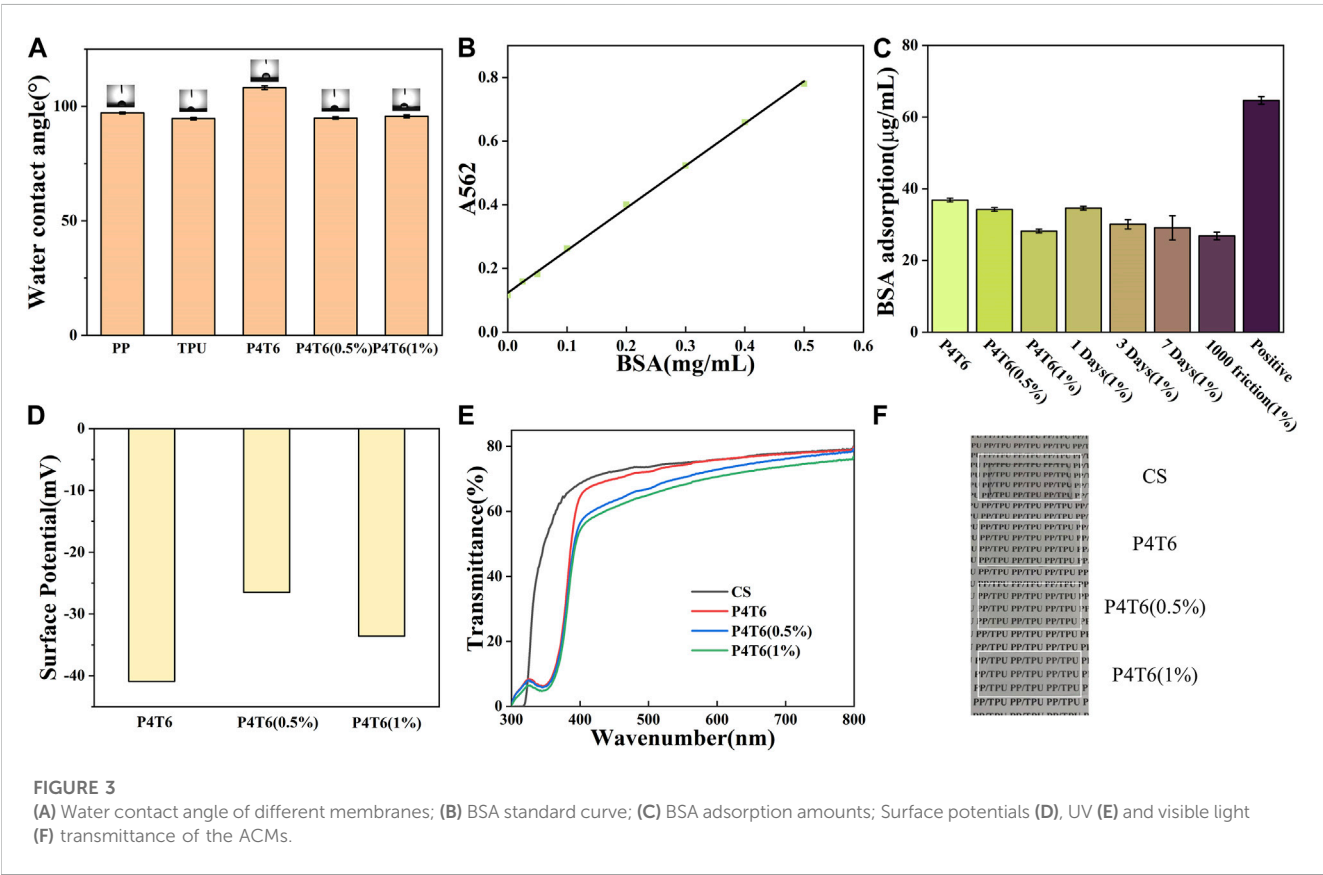 A
Water contact angle(°)
100
50
0
PP
TPU
P4T6
P4T6(0.5%)
P4T6(1%)
B
A562
0.8
0.6
0.4
0.2
0.0
0.0
0.1
0.2
0.3
0.4
0.5
0.6
BSA(mg/mL)
C
BSA adsorption(μg/mL)
80
60
40
20
0
P4T6
P4T6(0.5%)
P4T6(1%)
1 Days(1%)
3 Days(1%)
7 Days(1%)
1000 friction(1%)
Positive
D
Surface Potential(mV)
0
-10
-20
-30
-40
P4T6
P4T6(0.5%)
P4T6(1%)
E
Transmittance(%)
80
60
40
20
0
CS
P4T6
P4T6(0.5%)
P4T6(1%)
300
400
500
600
700
800
Wavenumber(nm)
F
PP/TPU PP/TPU PP/TPU
CS
P4T6
P4T6(0.5%)
P4T6(1%)
FIGURE 3
(A) Water contact angle of different membranes; (B) BSA standard curve; (C) BSA adsorption amounts; Surface potentials (D), UV (E) and visible light
(F) transmittance of the ACMs.